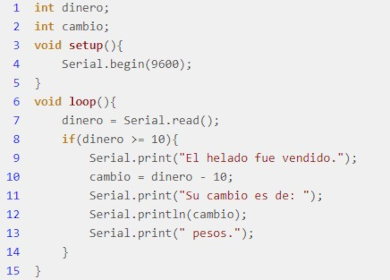 1 int dinero;
2 int cambio;
3 void setup(){
4     Serial.begin(9600);
5 }
6 void loop(){
7     dinero = Serial.read();
8     if(dinero >= 10){
9         Serial.print("El helado fue vendido.");
10         cambio = dinero - 10;
11         Serial.print("Su cambio es de: ");
12         Serial.println(cambio);
13         Serial.print(" pesos.");
14     }
15 }